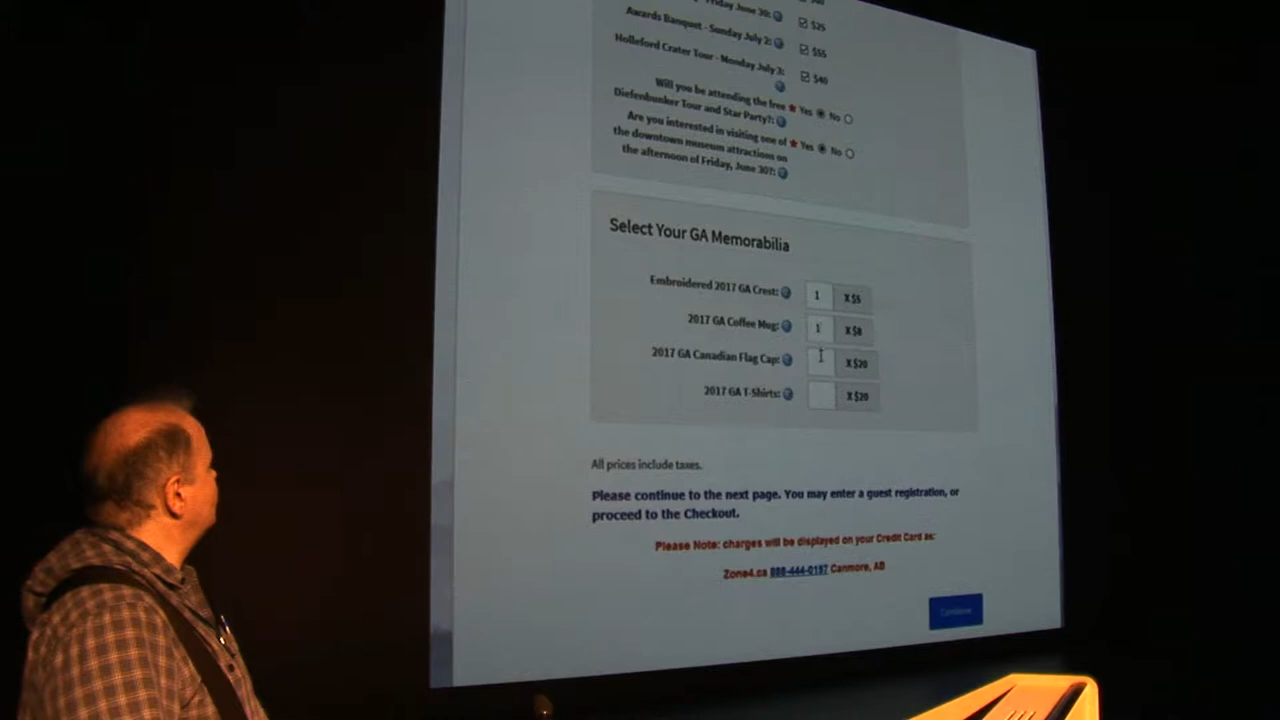 Friday June 30:
$25
Awards Banquet - Sunday July 2:
$55
Holleford Crater Tour - Monday July 3:
$40
Will you be attending the free * Yes No
Diefenbunker Tour and Star Party?:
Are you interested in visiting one of * Yes No
the downtown museum attractions on
the afternoon of Friday, June 30?:
Select Your GA Memorabilia
Embroidered 2017 GA Crest: 1 X $5
2017 GA Coffee Mug: 1 X $8
2017 GA Canadian Flag Cap: X $20
2017 GA T-Shirts: X $20
All prices include taxes.
Please continue to the next page. You may enter a guest registration, or
proceed to the Checkout.
Please Note: charges will be displayed on your Credit Card as:
Zone4.ca 888-444-0157 Canmore, AB
Continue